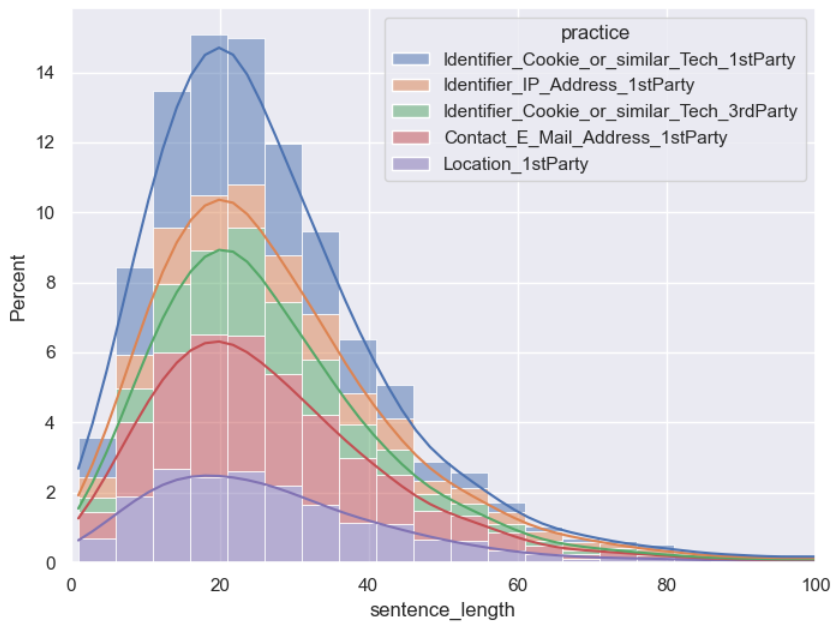 practice
Identifier_Cookie_or_similar_Tech_1stParty
Identifier_IP_Address_1stParty
Identifier_Cookie_or_similar_Tech_3rdParty
Contact_E_Mail_Address_1stParty
Location_1stParty
Percent
14
12
10
8
6
4
2
0
0 20 40 60 80 100
sentence_length